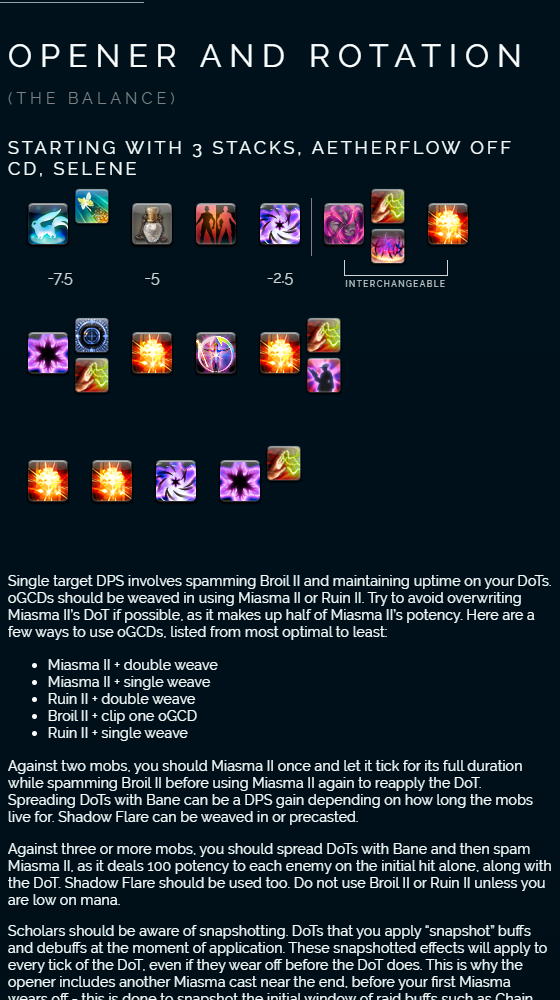 OPENER AND ROTATION
(THE BALANCE)
STARTING WITH 3 STACKS, AETHERFLOW OFF
CD, SELENE
-7.5 -5 -2.5
INTERCHANGEABLE
Single target DPS involves spamming Broil II and maintaining uptime on your DoTs.
oGCDs should be weaved in using Miasma II or Ruin II. Try to avoid overwriting
Miasma II's DoT if possible, as it makes up half of Miasma II's potency. Here are a
few ways to use oGCDs, listed from most optimal to least:
• Miasma II + double weave
• Miasma II + single weave
• Ruin II + double weave
• Broil II + clip one oGCD
• Ruin II + single weave
Against two mobs, you should Miasma II once and let it tick for its full duration
while spamming Broil II before using Miasma II again to reapply the DoT.
Spreading DoTs with Bane can be a DPS gain depending on how long the mobs
live for. Shadow Flare can be weaved in or precasted.
Against three or more mobs, you should spread DoTs with Bane and then spam
Miasma II, as it deals 100 potency to each enemy on the initial hit alone, along with
the DoT. Shadow Flare should be used too. Do not use Broil II or Ruin II unless you
are low on mana.
Scholars should be aware of snapshotting. DoTs that you apply "snapshot" buffs
and debuffs at the moment of application. These snapshotted effects will apply to
every tick of the DoT, even if they wear off before the DoT does. This is why the
opener includes another Miasma cast near the end, before your first Miasma
wears off - this is done to snapshot the initial window of raid buffs such as Chain